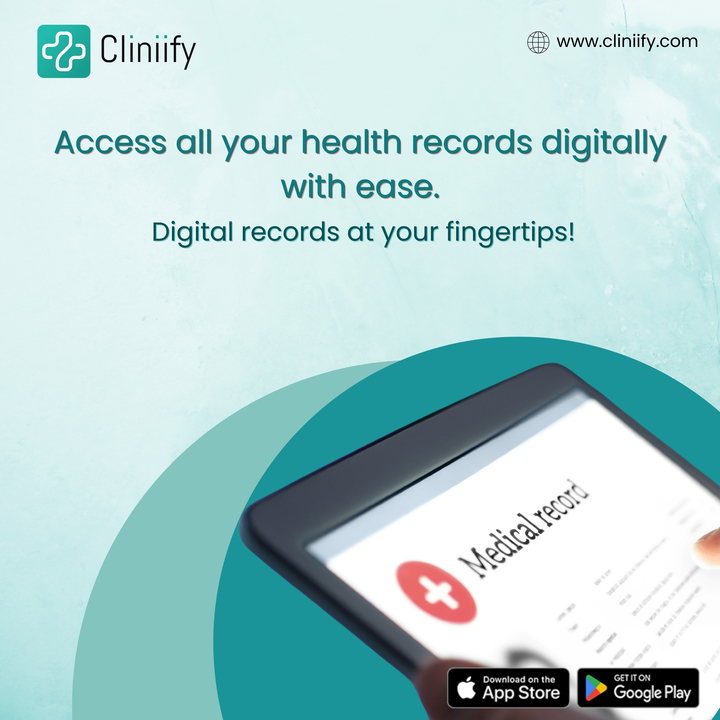 Cliniify
www.cliniify.com
Access all your health records digitally
with ease.
Digital records at your fingertips!
Medical record
Download on the
App Store
GET IT ON
Google Play